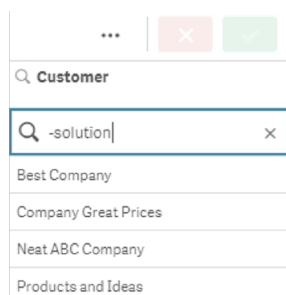 ...
Customer
-solution
Best Company
Company Great Prices
Neat ABC Company
Products and Ideas